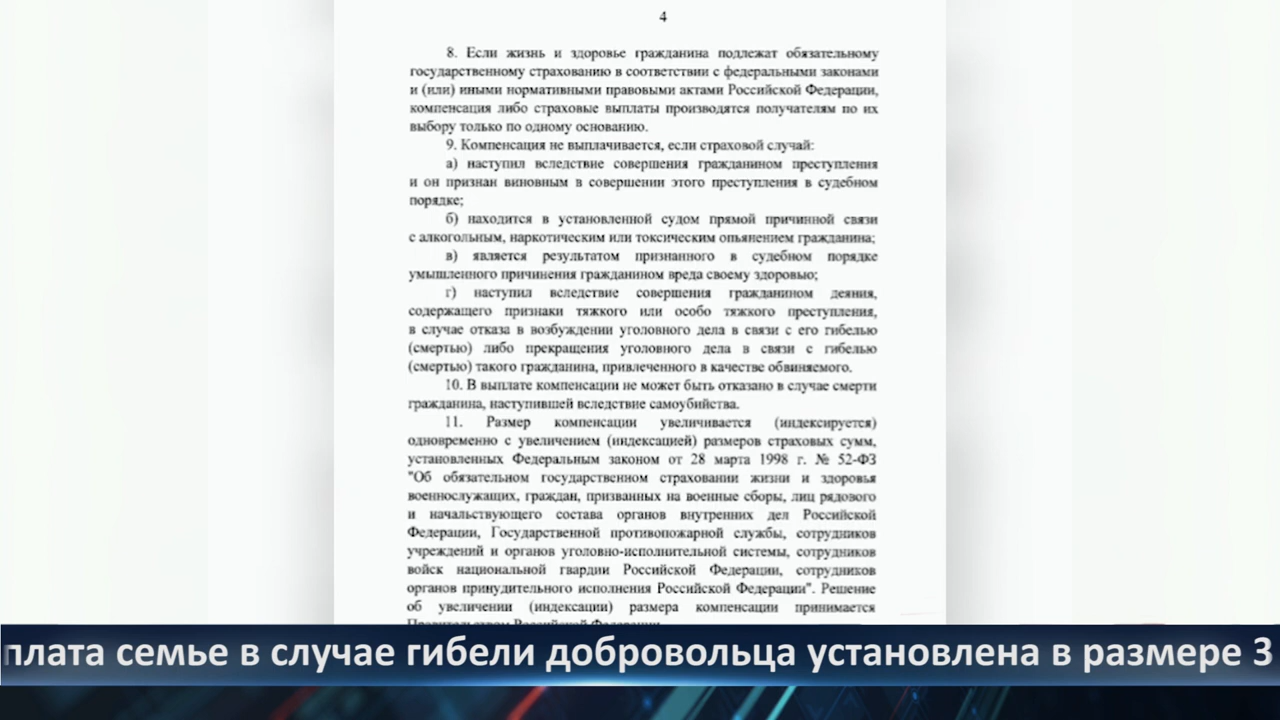 4
8. Если жизнь и здоровье гражданина подлежат обязательному
государственному страхованию в соответствии с федеральными законами
и (или) иными нормативными правовыми актами Российской Федерации,
компенсация либо страховые выплаты производятся получателям по их
выбору только по одному основанию.
9. Компенсация не выплачивается, если страховой случай:
а) наступил вследствие совершения гражданином преступления
и он признан виновным в совершении этого преступления в судебном
порядке;
б) находится в установленной судом прямой причинной связи
с алкогольным, наркотическим или токсическим опьянением гражданина;
в) является результатом признанного в судебном порядке
умышленного причинения гражданином вреда своему здоровью;
г) наступил вследствие совершения гражданином деяния,
содержащего признаки тяжкого или особо тяжкого преступления,
в случае отказа в возбуждении уголовного дела в связи с его гибелью
(смертью) либо прекращения уголовного дела в связи с гибелью
(смертью) такого гражданина, привлеченного в качестве обвиняемого.
10. В выплате компенсации не может быть отказано в случае смерти
гражданина, наступившей вследствие самоубийства.
11. Размер компенсации увеличивается (индексируется)
одновременно с увеличением (индексацией) размеров страховых сумм,
установленных Федеральным законом от 28 марта 1998 г. № 52-ФЗ
"Об обязательном государственном страховании жизни и здоровья
военнослужащих, граждан, призванных на военные сборы, лиц рядового
и начальствующего состава органов внутренних дел Российской
Федерации, Государственной противопожарной службы, сотрудников
учреждений и органов уголовно-исполнительной системы, сотрудников
войск национальной гвардии Российской Федерации, сотрудников
органов принудительного исполнения Российской Федерации". Решение
об увеличении (индексации) размера компенсации принимается
Правительством Российской Федерации.
плата семье в случае гибели добровольца установлена в размере 3